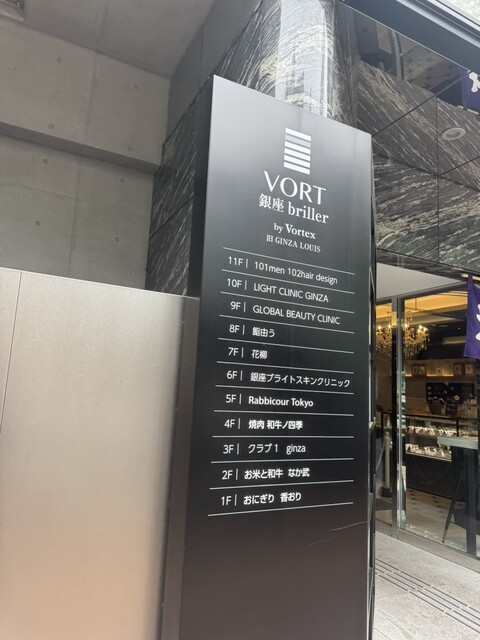 VORT
銀座 briller
by Vortex
旧 GINZA LOUIS
11F | 101men 102hair design
10F | LIGHT CLINIC GINZA
9F | GLOBAL BEAUTY CLINIC
8F | 鮨由う
7F | 花柳
6F | 銀座ブライトスキンクリニック
5F | Rabbicour Tokyo
4F | 焼肉 和牛ノ四季
3F | クラブ1 ginza
2F | お米と和牛 なか武
1F | おにぎり 香おり